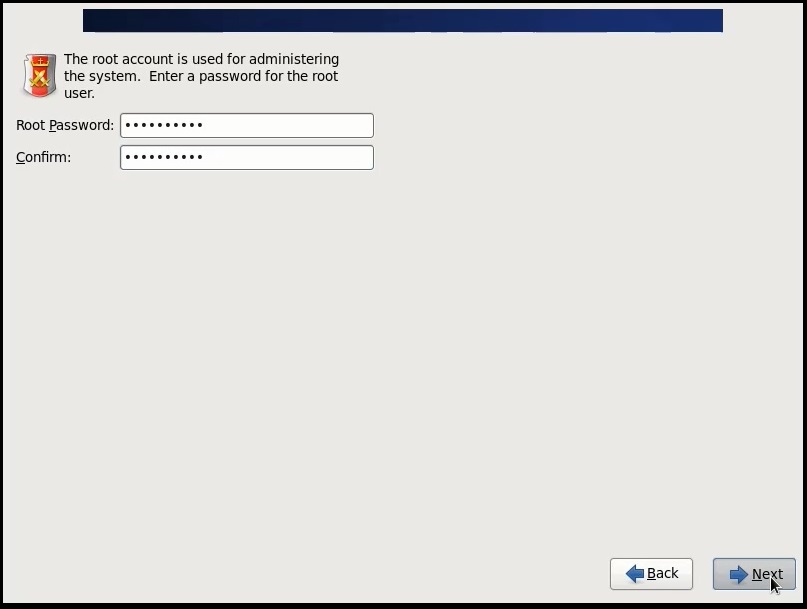 The root account is used for administering
the system.  Enter a password for the root
user.
Root Password: ••••••••••
Confirm: ••••••••••
Back
Next